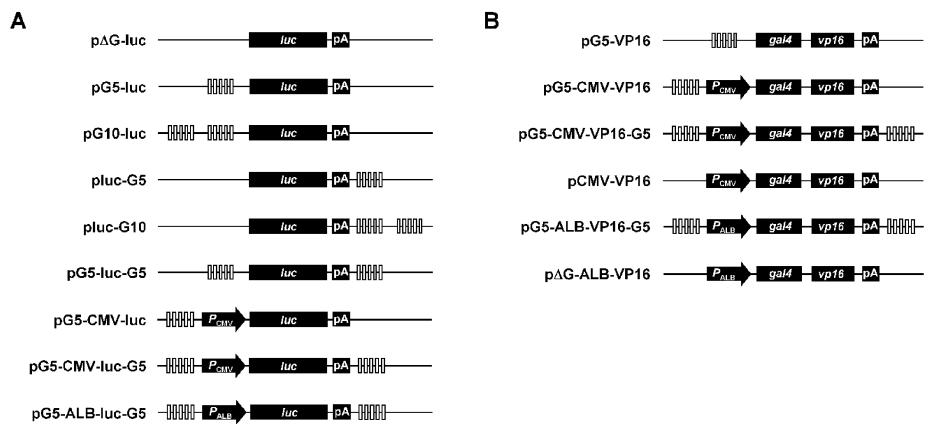 A
pΔG-luc luc pA
pG5-luc luc pA
pG10-luc luc pA
pluc-G5 luc pA
pluc-G10 luc pA
pG5-luc-G5 luc pA
pG5-CMV-luc PCMV luc pA
pG5-CMV-luc-G5 PCMV luc pA
pG5-ALB-luc-G5 PALB luc pA
B
pG5-VP16 gal4 vp16 pA
pG5-CMV-VP16 PCMV gal4 vp16 pA
pG5-CMV-VP16-G5 PCMV gal4 vp16 pA
pCMV-VP16 PCMV gal4 vp16 pA
pG5-ALB-VP16-G5 PALB gal4 vp16 pA
pΔG-ALB-VP16 PALB gal4 vp16 pA